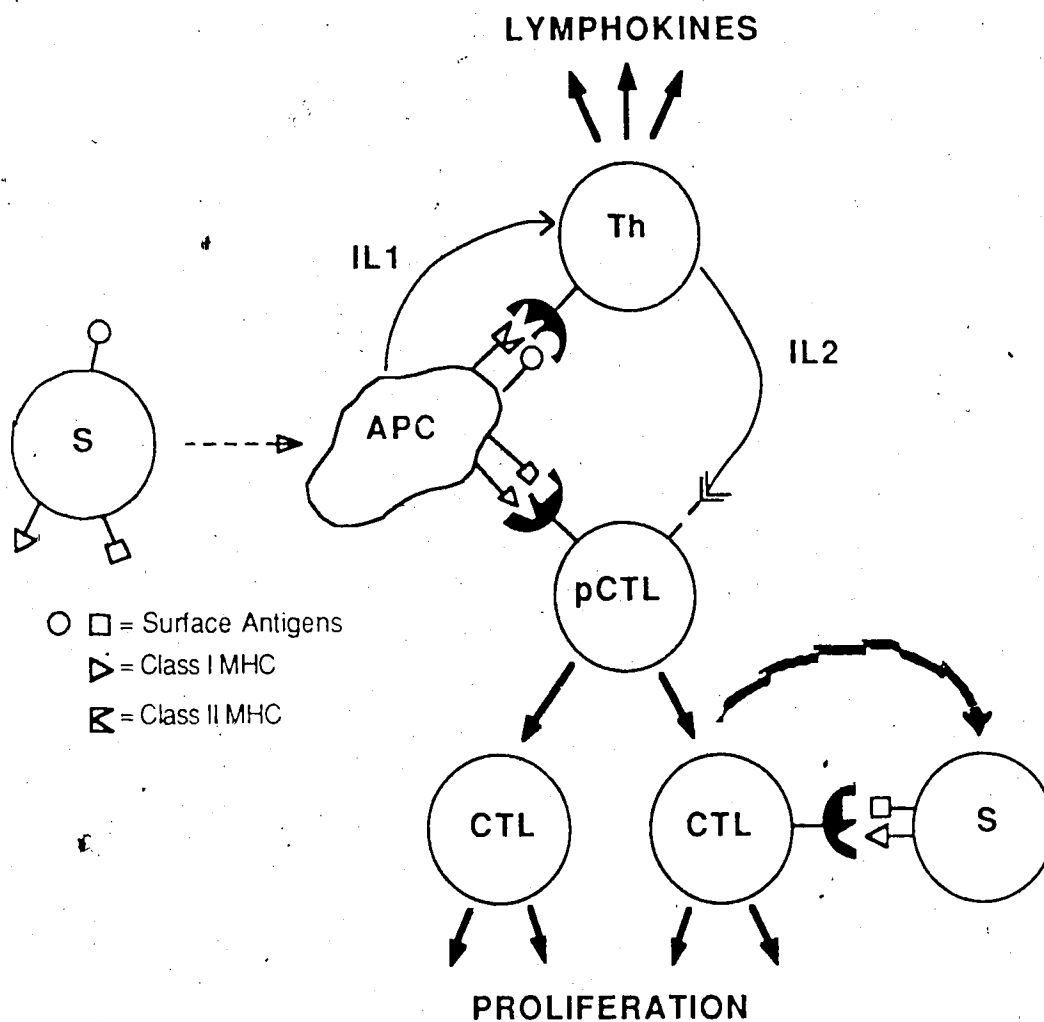 LYMPHOKINES
Th
IL1
IL2
S
APC
pCTL
= Surface Antigens
= Class I MHC
= Class II MHC
CTL
CTL
S
PROLIFERATION